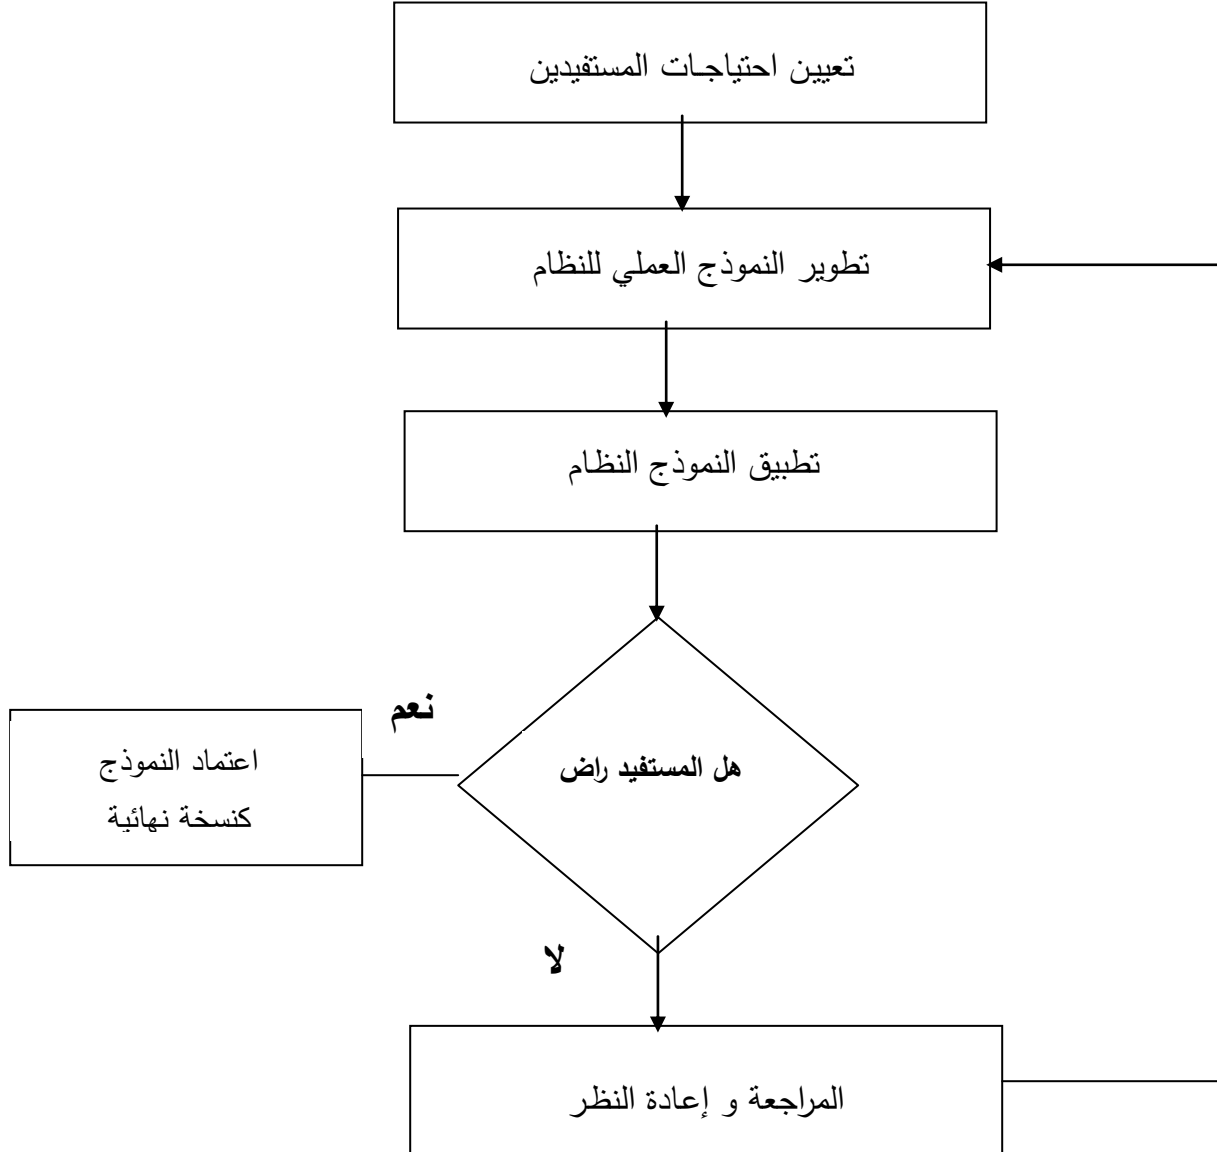 تعيين احتياجات المستفيدين
تطوير النموذج العملي للنظام
تطبيق النموذج النظام
هل المستفيد راض
نعم
اعتماد النموذج
كنسخة نهائية
لا
المراجعة و إعادة النظر